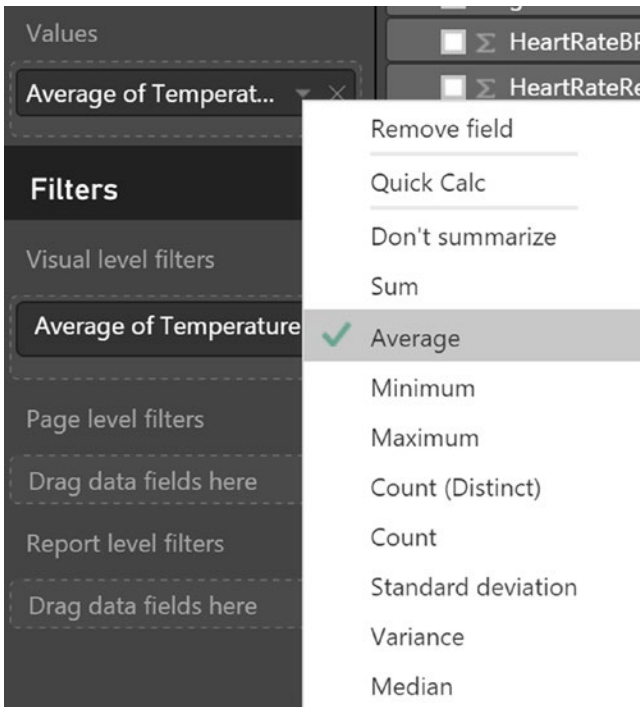 Values
Average of Temperat...
Filters
Visual level filters
Average of Temperature
Page level filters
Drag data fields here
Report level filters
Drag data fields here
HeartRateBP
HeartRateRe
Remove field
Quick Calc
Don't summarize
Sum
Average
Minimum
Maximum
Count (Distinct)
Count
Standard deviation
Variance
Median